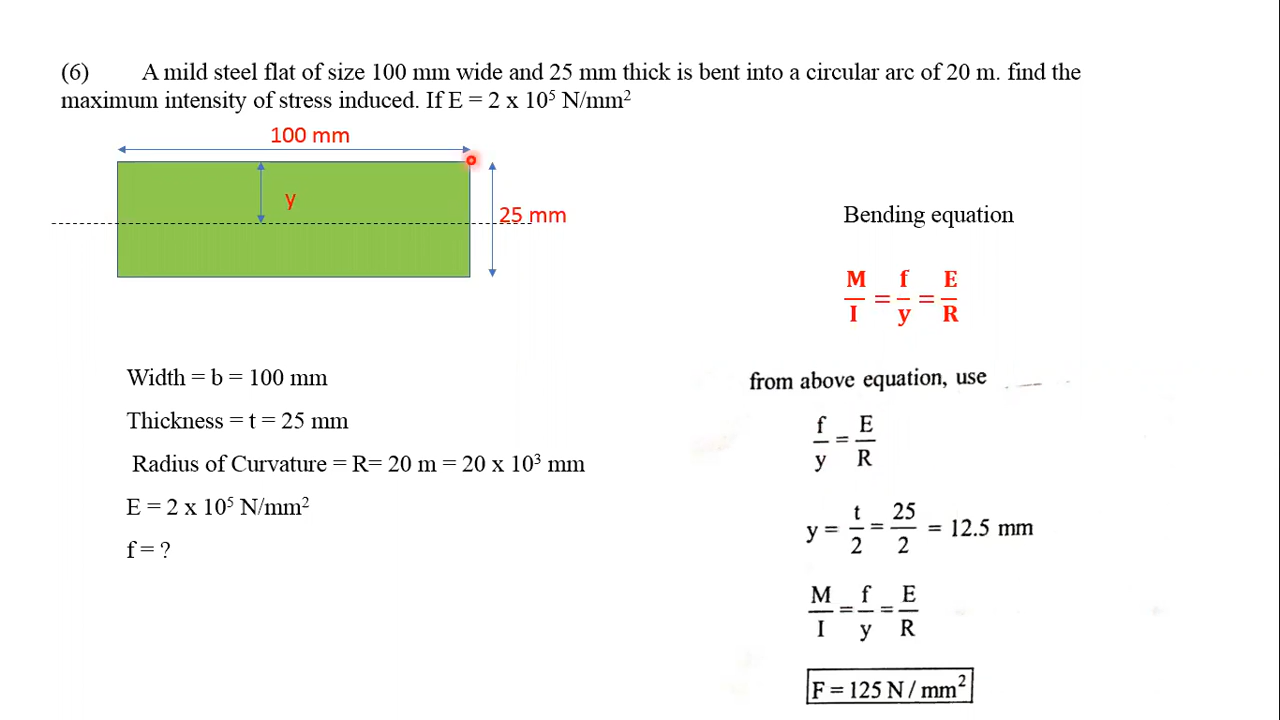 (6) A mild steel flat of size 100 mm wide and 25 mm thick is bent into a circular arc of 20 m. find the
maximum intensity of stress induced. If E = 2 x 10⁵ N/mm²
100 mm
y
25 mm
Bending equation
M/I = f/y = E/R
Width = b = 100 mm
Thickness = t = 25 mm
Radius of Curvature = R= 20 m = 20 x 10³ mm
E = 2 x 10⁵ N/mm²
f = ?
from above equation, use
f/y = E/R
y = t/2 = 25/2 = 12.5 mm
M/I = f/y = E/R
F = 125 N / mm²